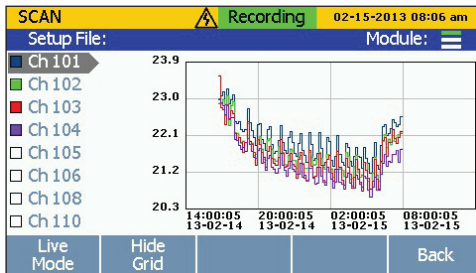 SCAN Recording 02-15-2013 08:06 am
Setup File: Module:
Ch 101
Ch 102
Ch 103
Ch 104
Ch 105
Ch 106
Ch 108
Ch 110
23.9
23.0
22.1
21.2
20.3
14:00:05 20:00:05 02:00:05 08:00:05
13-02-14 13-02-14 13-02-15 13-02-15
Live Mode
Hide Grid
Back